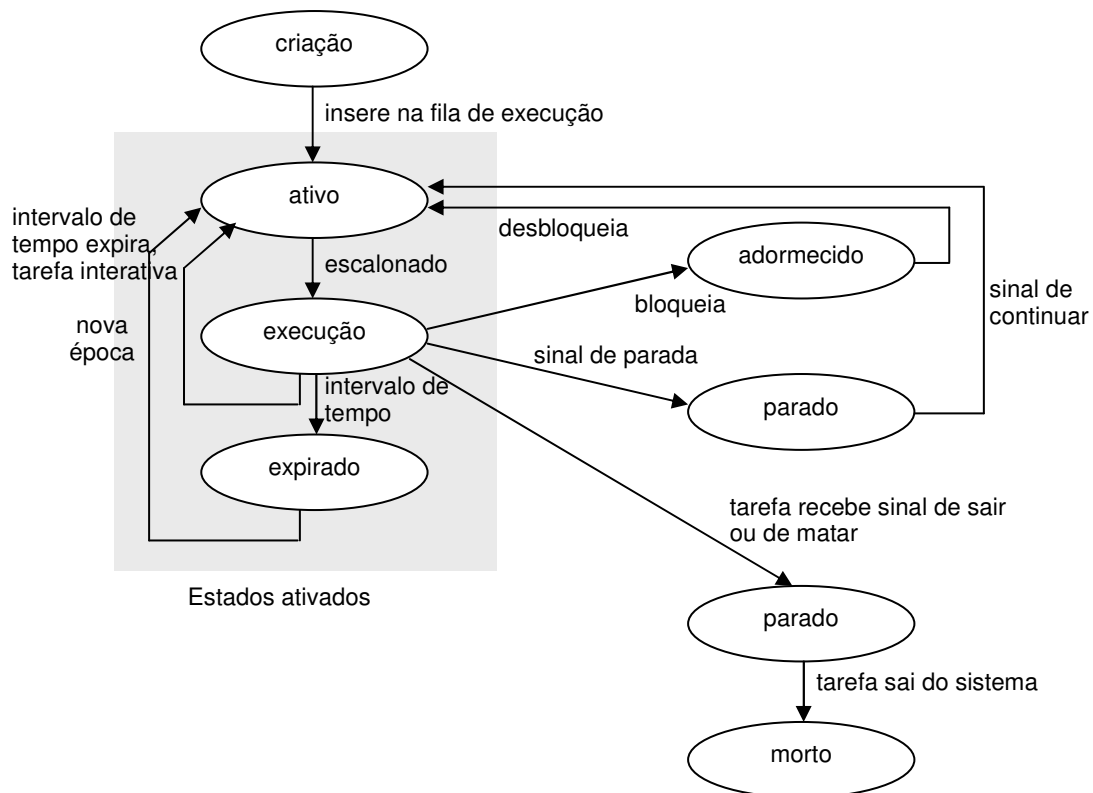 criação
insere na fila de execução
ativo
intervalo de
tempo expira,
tarefa interativa
desbloqueia
adormecido
escalonado
bloqueia
sinal de
continuar
nova
época
execução
sinal de parada
intervalo de
tempo
parado
expirado
tarefa recebe sinal de sair
ou de matar
Estados ativados
parado
tarefa sai do sistema
morto